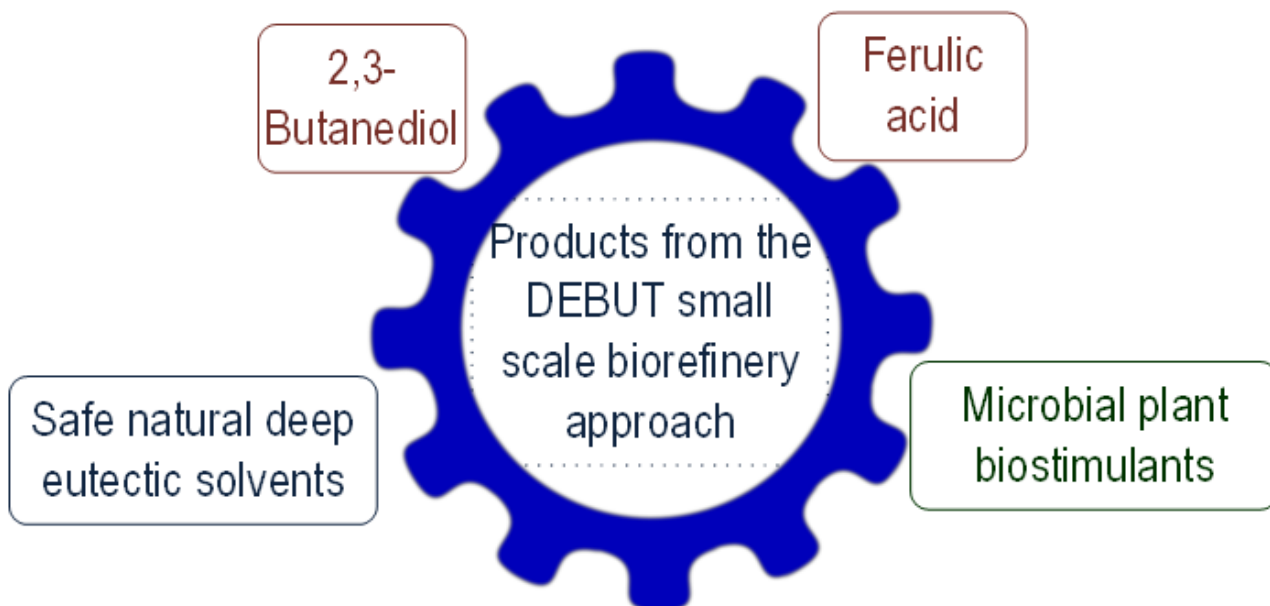 2,3-
Butanediol
Ferulic
acid
Products from the
DEBUT small
scale biorefinery
approach
Safe natural deep
eutectic solvents
Microbial plant
biostimulants